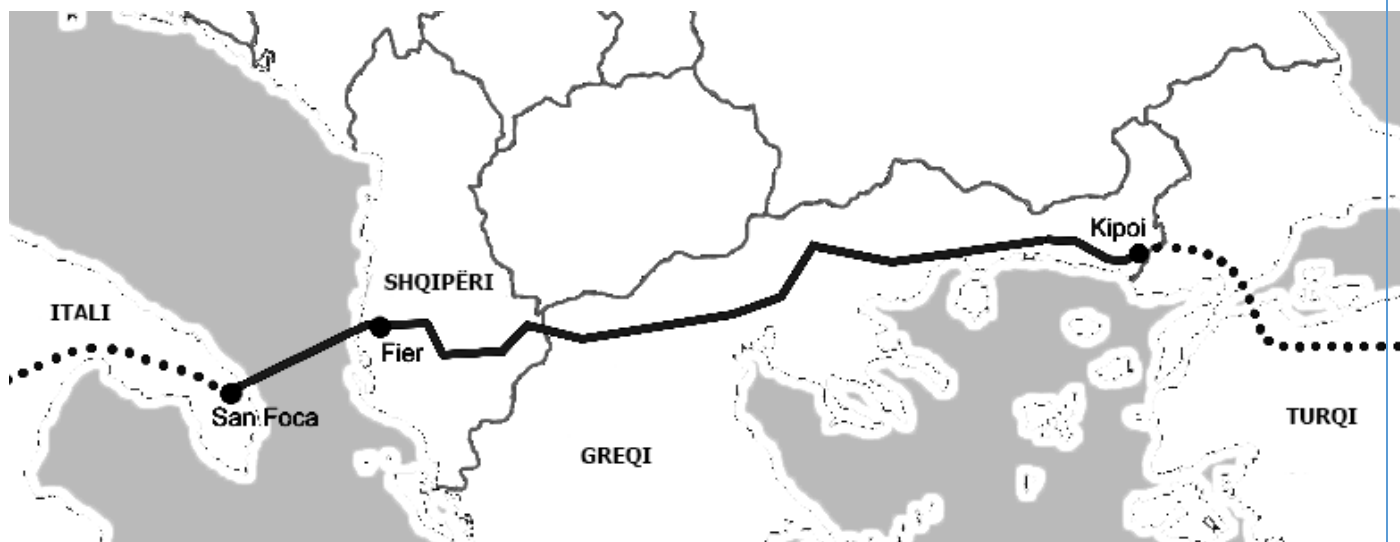 Kipoi
SHQIPËRI
ITALI
Fier
San Foca
TURQI
GREQI